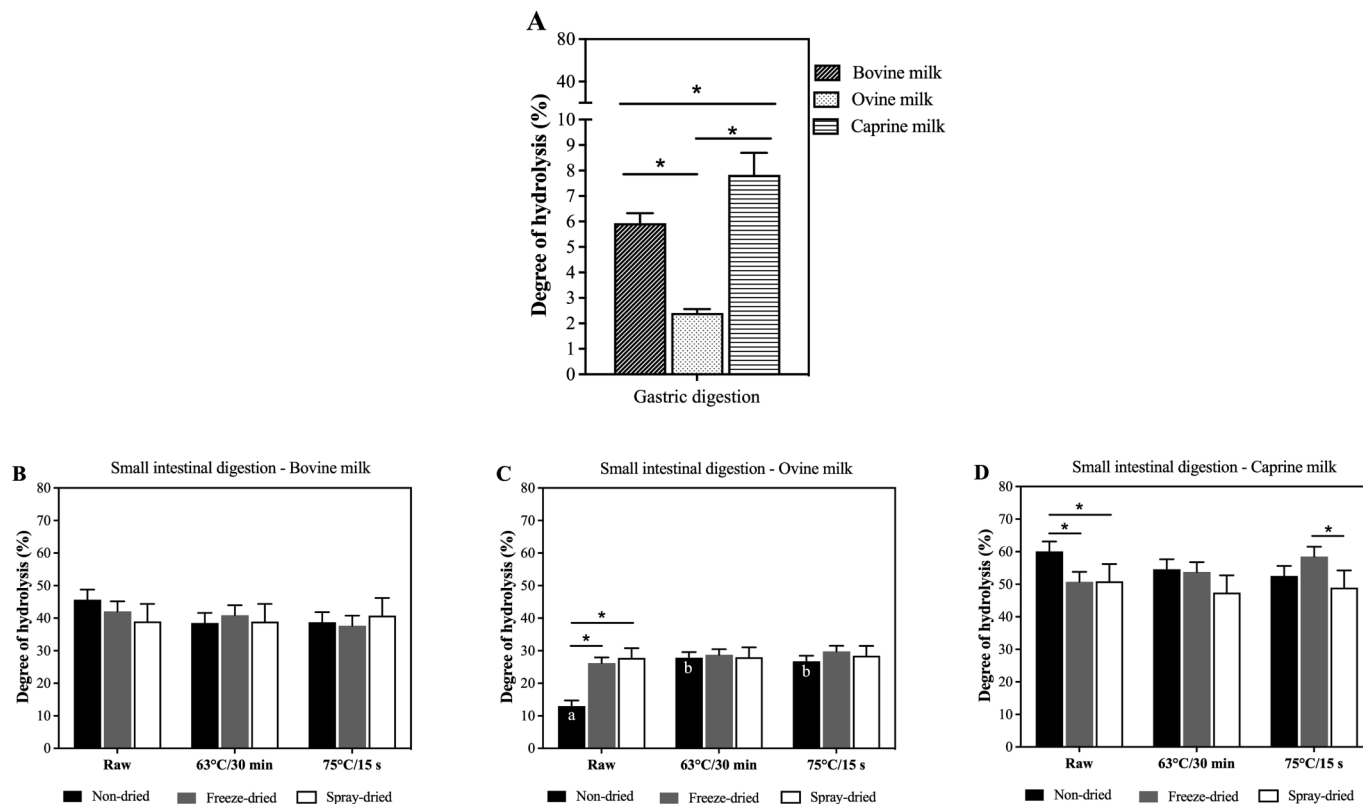 A
Degree of hydrolysis (%)
80
40
10
9
8
7
6
5
4
3
2
1
0
*
*
*
Gastric digestion
Bovine milk
Ovine milk
Caprine milk
B
Small intestinal digestion - Bovine milk
Degree of hydrolysis (%)
80
70
60
50
40
30
20
10
0
Raw 63°C/30 min 75°C/15 s
Non-dried Freeze-dried Spray-dried
C
Small intestinal digestion - Ovine milk
Degree of hydrolysis (%)
80
70
60
50
40
30
20
10
0
*
*
a b b
Raw 63°C/30 min 75°C/15 s
Non-dried Freeze-dried Spray-dried
D
Small intestinal digestion - Caprine milk
Degree of hydrolysis (%)
80
70
60
50
40
30
20
10
0
*
*
*
Raw 63°C/30 min 75°C/15 s
Non-dried Freeze-dried Spray-dried